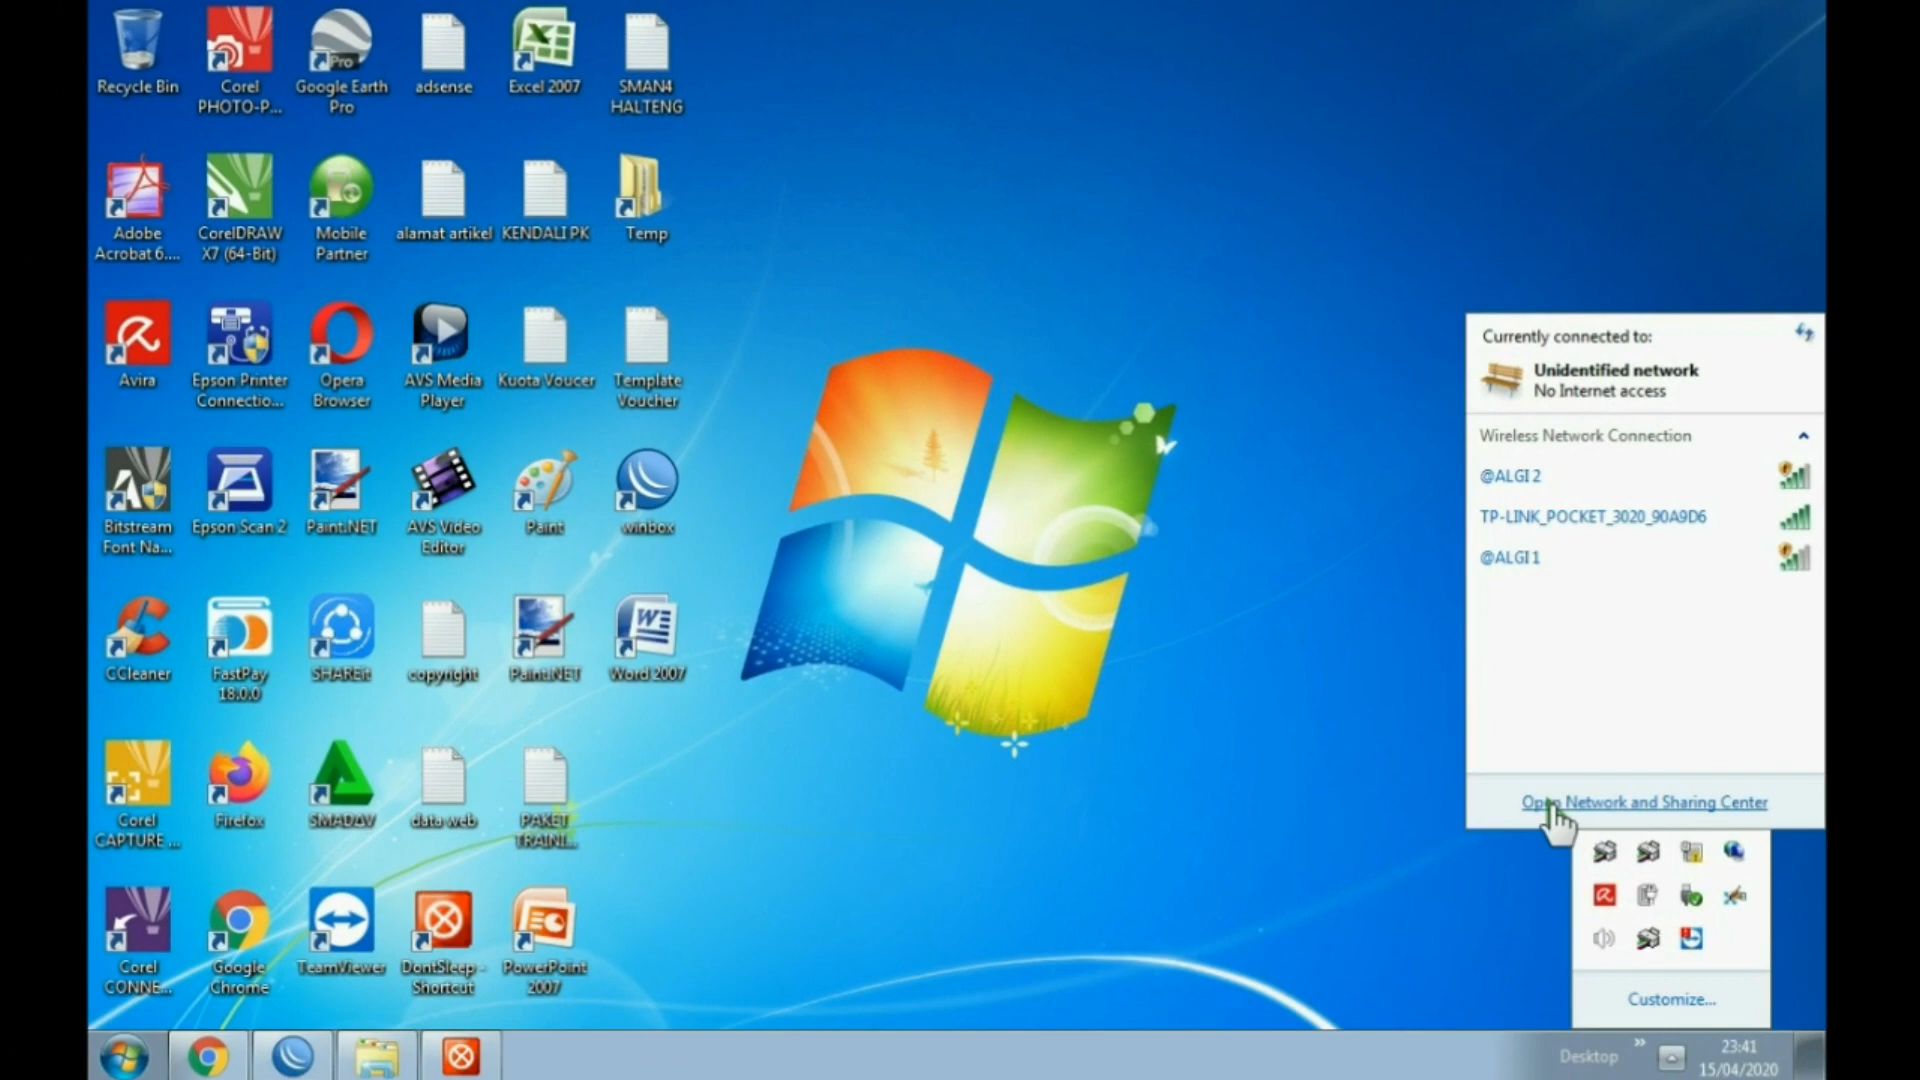 Recycle Bin
Corel
PHOTO-P...
Google Earth
Pro
adsense
Excel 2007
SMAN4
HALTENG
Adobe
Acrobat 6....
CorelDRAW
X7 (64-Bit)
Mobile
Partner
alamat artikel
KENDALI PK
Temp
Avira
Epson Printer
Connectio...
Opera
Browser
AVS Media
Player
Kuota Voucer
Template
Voucher
Bitstream
Font Na...
Epson Scan 2
Paint.NET
AVS Video
Editor
Paint
winbox
CCleaner
FastPay
18.0.0
SHAREit
copyright
Paint.NET
Word 2007
Corel
CAPTURE ...
Firefox
SMADAV
data web
PAKET
TRAINI...
Corel
CONNE...
Google
Chrome
TeamViewer
DontSleep -
Shortcut
PowerPoint
2007
Currently connected to:
Unidentified network
No Internet access
Wireless Network Connection
@ALGI 2
TP-LINK_POCKET_3020_90A9D6
@ALGI 1
Open Network and Sharing Center
Customize...
Desktop
23:41
15/04/2020